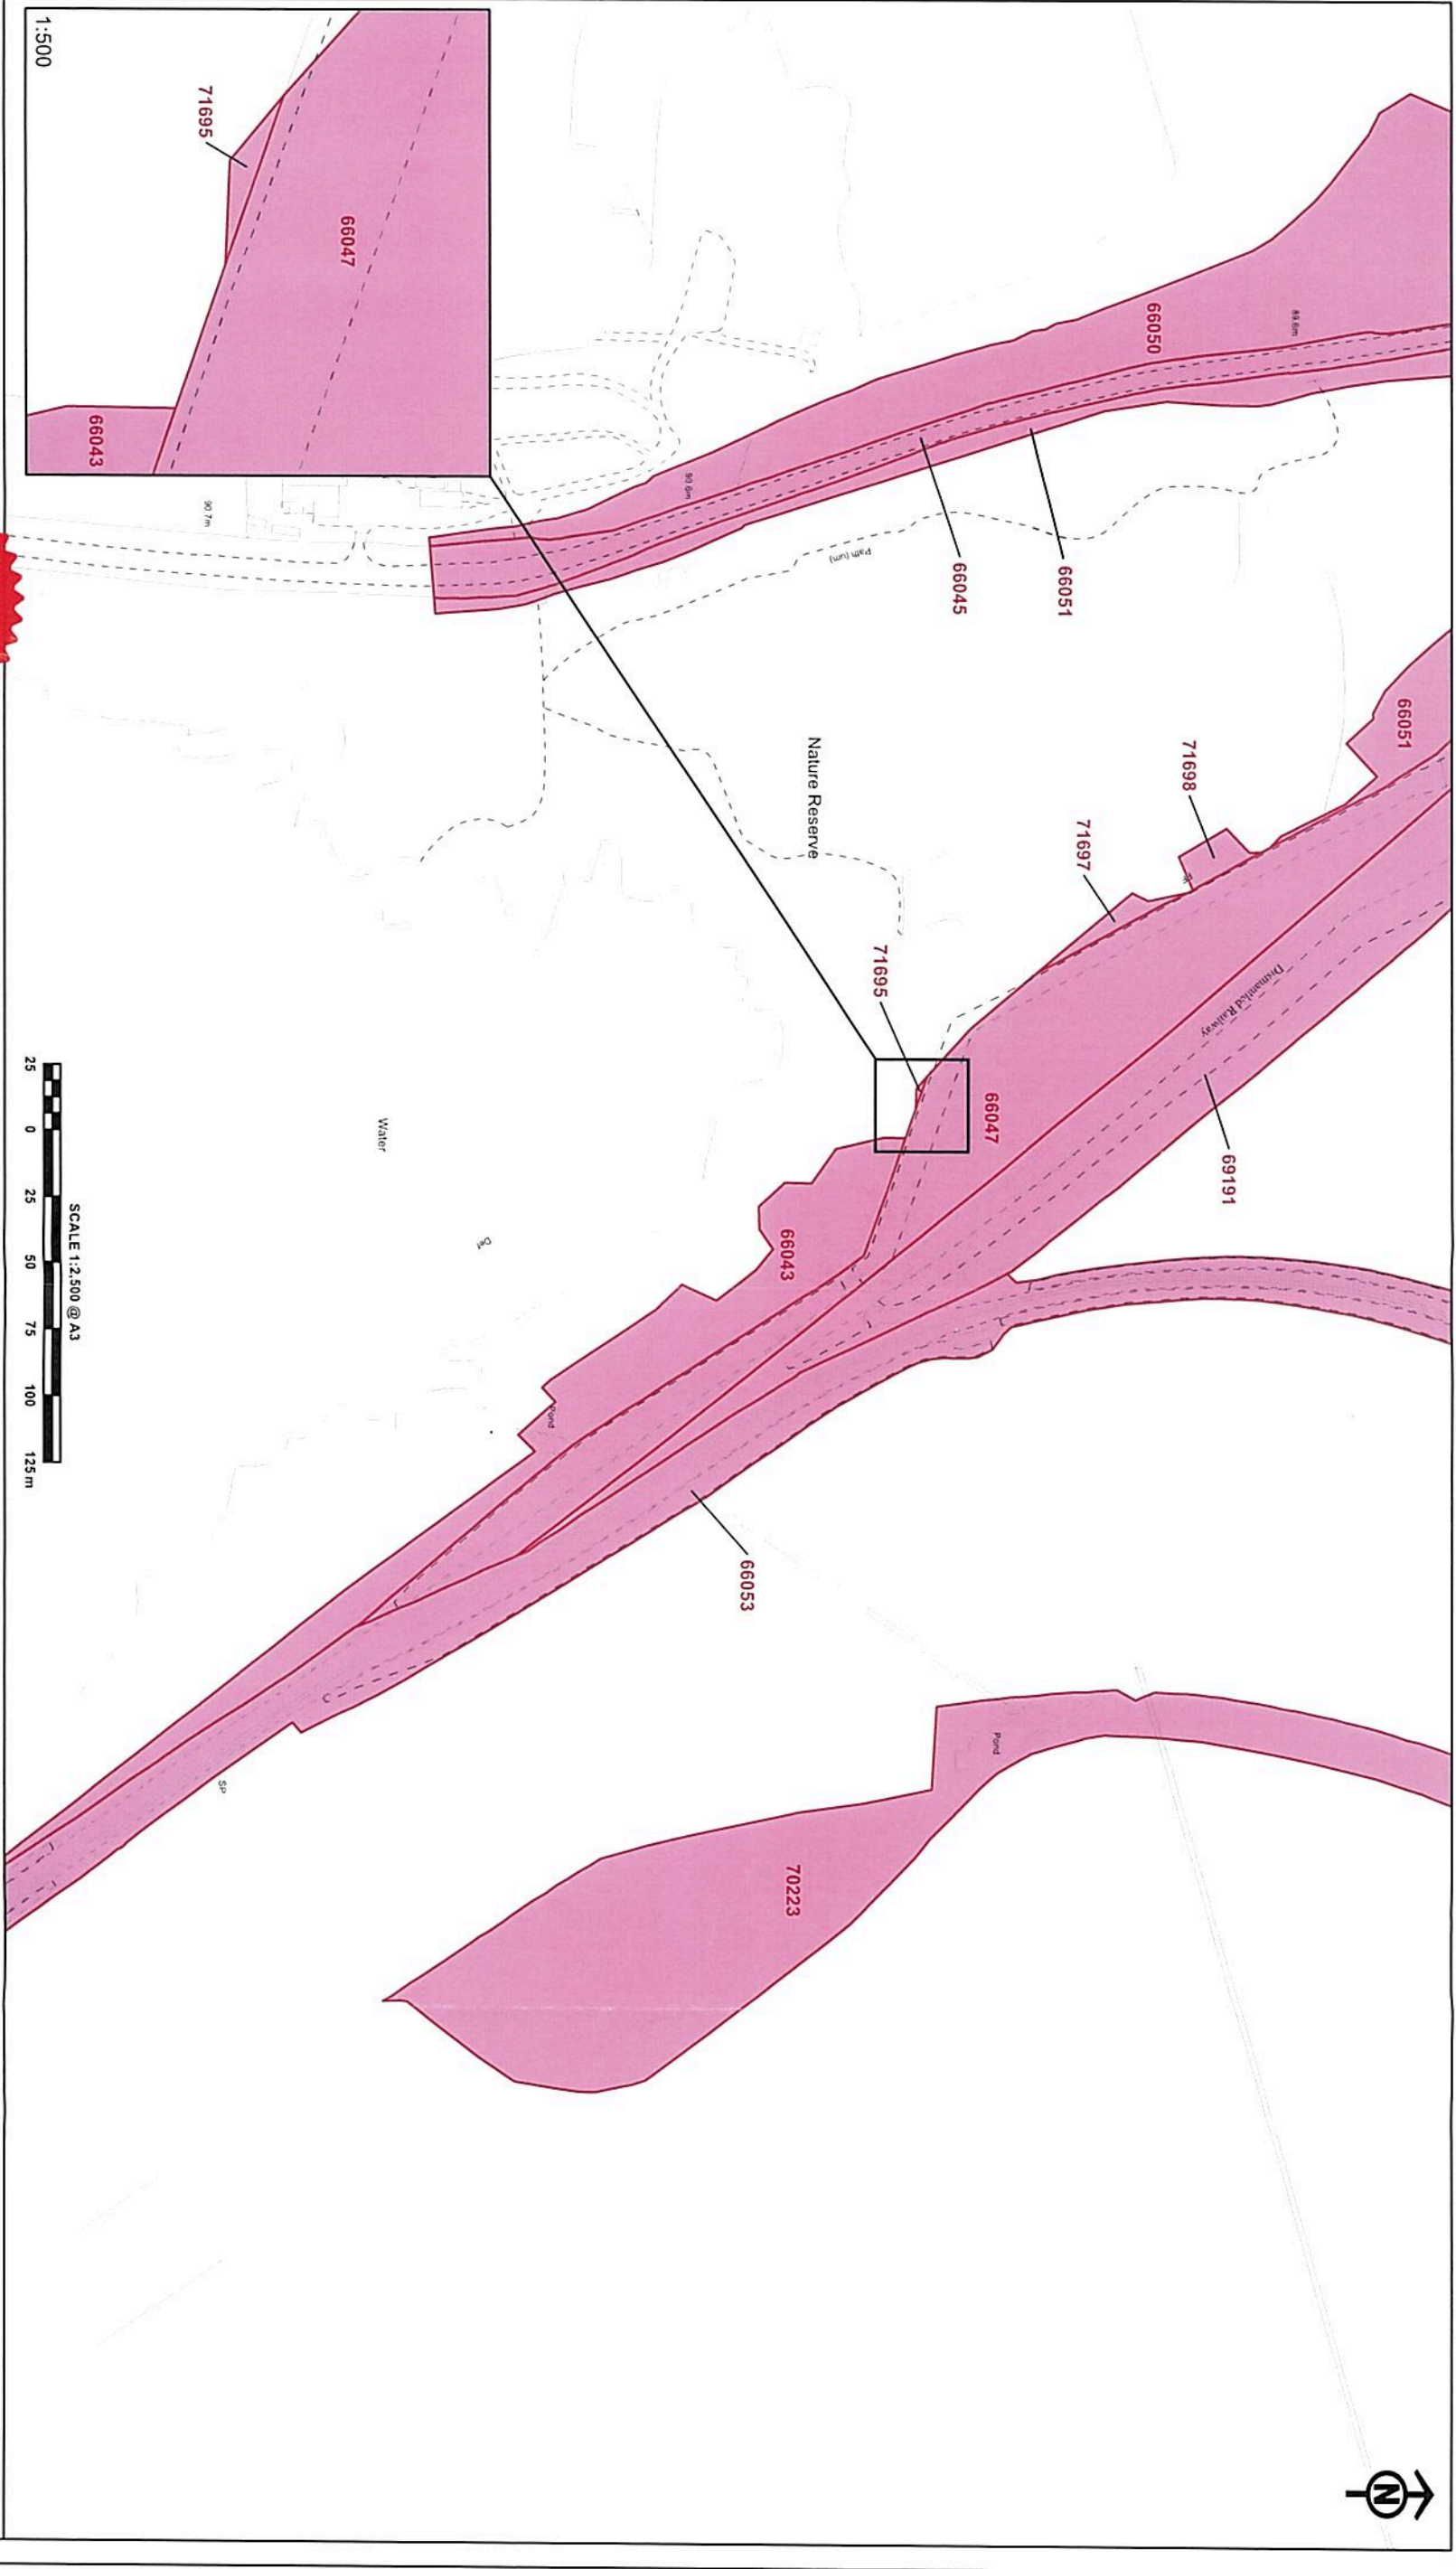 66051
66050
89.6m
71698
71697
Dismantled Railway
69191
66051
66045
66047
71695
Nature Reserve
Path (um)
90.6m
66043
Pond
Pond
66053
70223
Water
SP
90.7m
1:500
71695
66047
66043
SCALE 1:2,500 @ A3
25 0 25 50 75 100 125 m
N